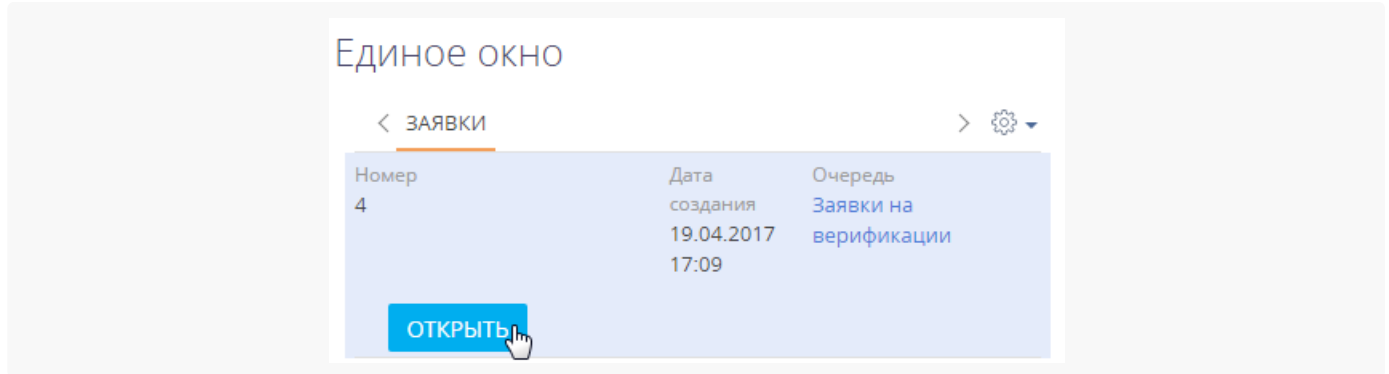 Единое окно
ЗАЯВКИ
Номер
4
Дата
создания
19.04.2017
17:09
Очередь
Заявки на
верификации
ОТКРЫТЬ